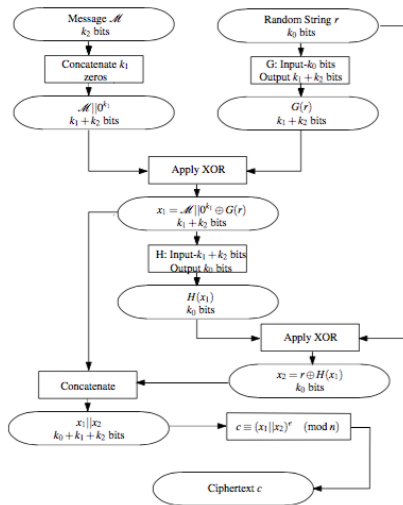 Message ℳ
k₂ bits
Random String r
k₀ bits
Concatenate k₁
zeros
G: Input-k₀ bits
Output k₁ + k₂ bits
ℳ||0^{k₁}
k₁ + k₂ bits
G(r)
k₁ + k₂ bits
Apply XOR
x₁ = ℳ||0^{k₁} ⊕ G(r)
k₁ + k₂ bits
H: Input-k₁ + k₂ bits
Output k₀ bits
H(x₁)
k₀ bits
Apply XOR
x₂ = r ⊕ H(x₁)
k₀ bits
Concatenate
x₁||x₂
k₀ + k₁ + k₂ bits
c ≡ (x₁||x₂)^e (mod n)
Ciphertext c